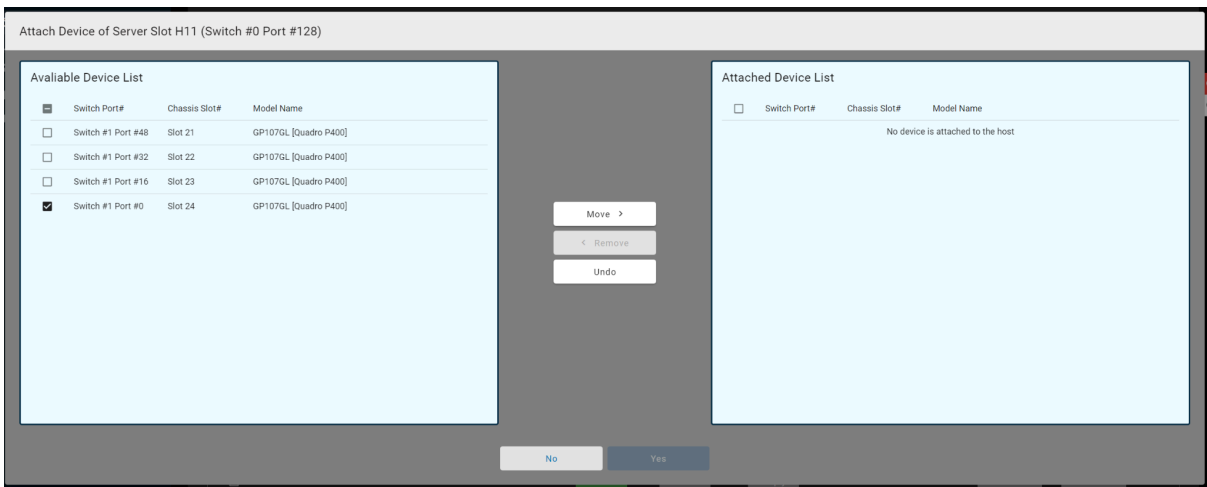 Attach Device of Server Slot H11 (Switch #0 Port #128)
Avaliable Device List
Switch Port# Chassis Slot# Model Name
Switch #1 Port #48 Slot 21 GP107GL [Quadro P400]
Switch #1 Port #32 Slot 22 GP107GL [Quadro P400]
Switch #1 Port #16 Slot 23 GP107GL [Quadro P400]
Switch #1 Port #0 Slot 24 GP107GL [Quadro P400]
Move >
< Remove
Undo
Attached Device List
Switch Port# Chassis Slot# Model Name
No device is attached to the host
No
Yes